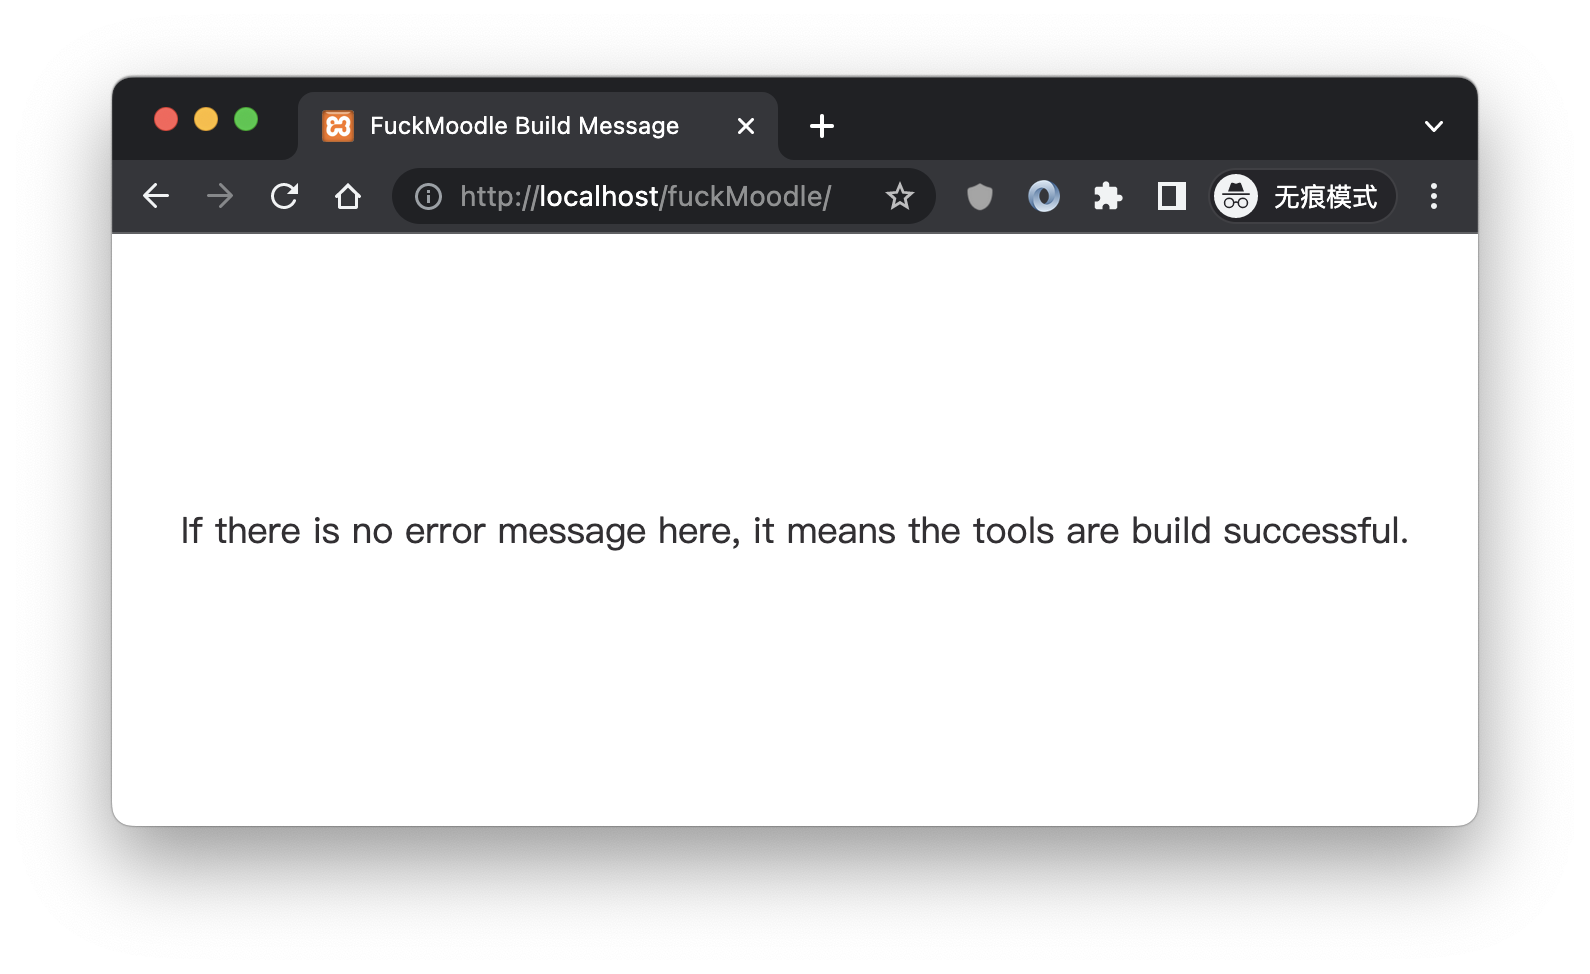 FuckMoodle Build Message
http://localhost/fuckMoodle/
无痕模式
If there is no error message here, it means the tools are build successful.